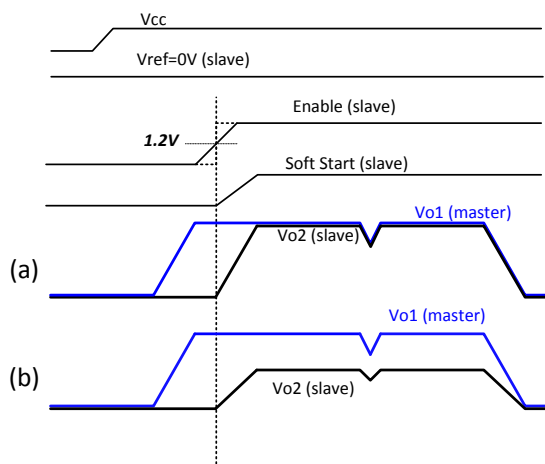 Vcc
Vref=0V (slave)
Enable (slave)
1.2V
Soft Start (slave)
Vo1 (master)
Vo2 (slave)
(a)
Vo1 (master)
(b)
Vo2 (slave)